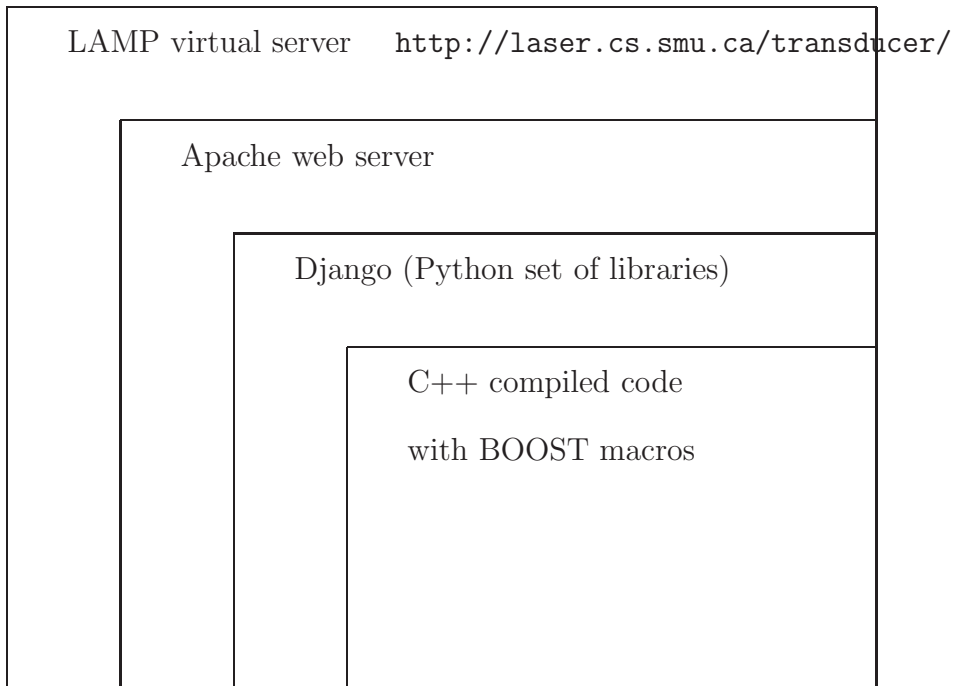 LAMP virtual server http://laser.cs.smu.ca/transducer/
Apache web server
Django (Python set of libraries)
C++ compiled code
with BOOST macros